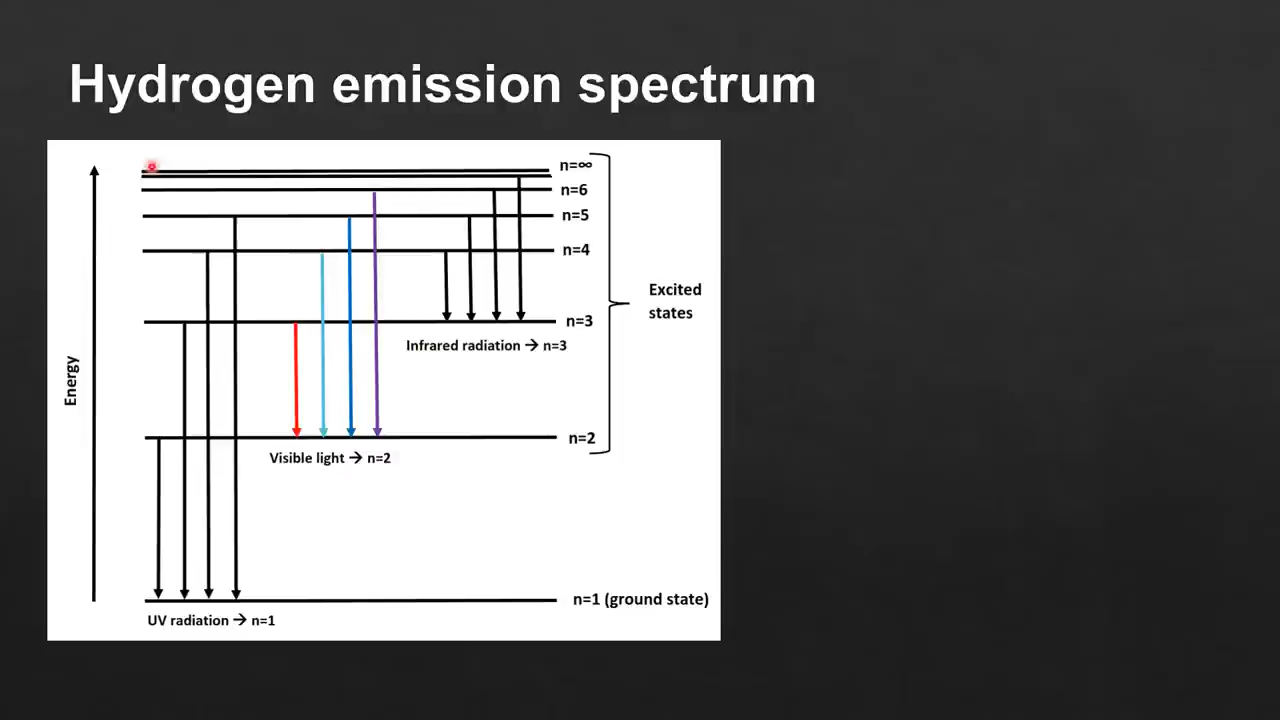 Hydrogen emission spectrum
n=∞
n=6
n=5
n=4
Excited
states
n=3
Infrared radiation → n=3
Energy
n=2
Visible light → n=2
n=1 (ground state)
UV radiation → n=1